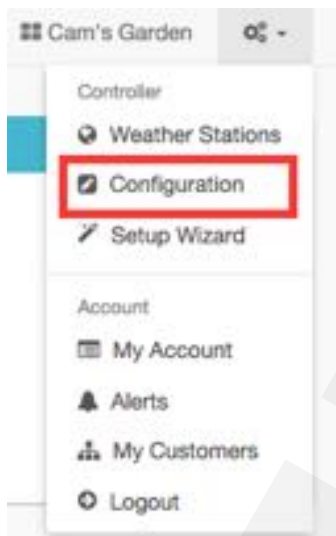 Cam's Garden
Controller
Weather Stations
Configuration
Setup Wizard
Account
My Account
Alerts
My Customers
Logout